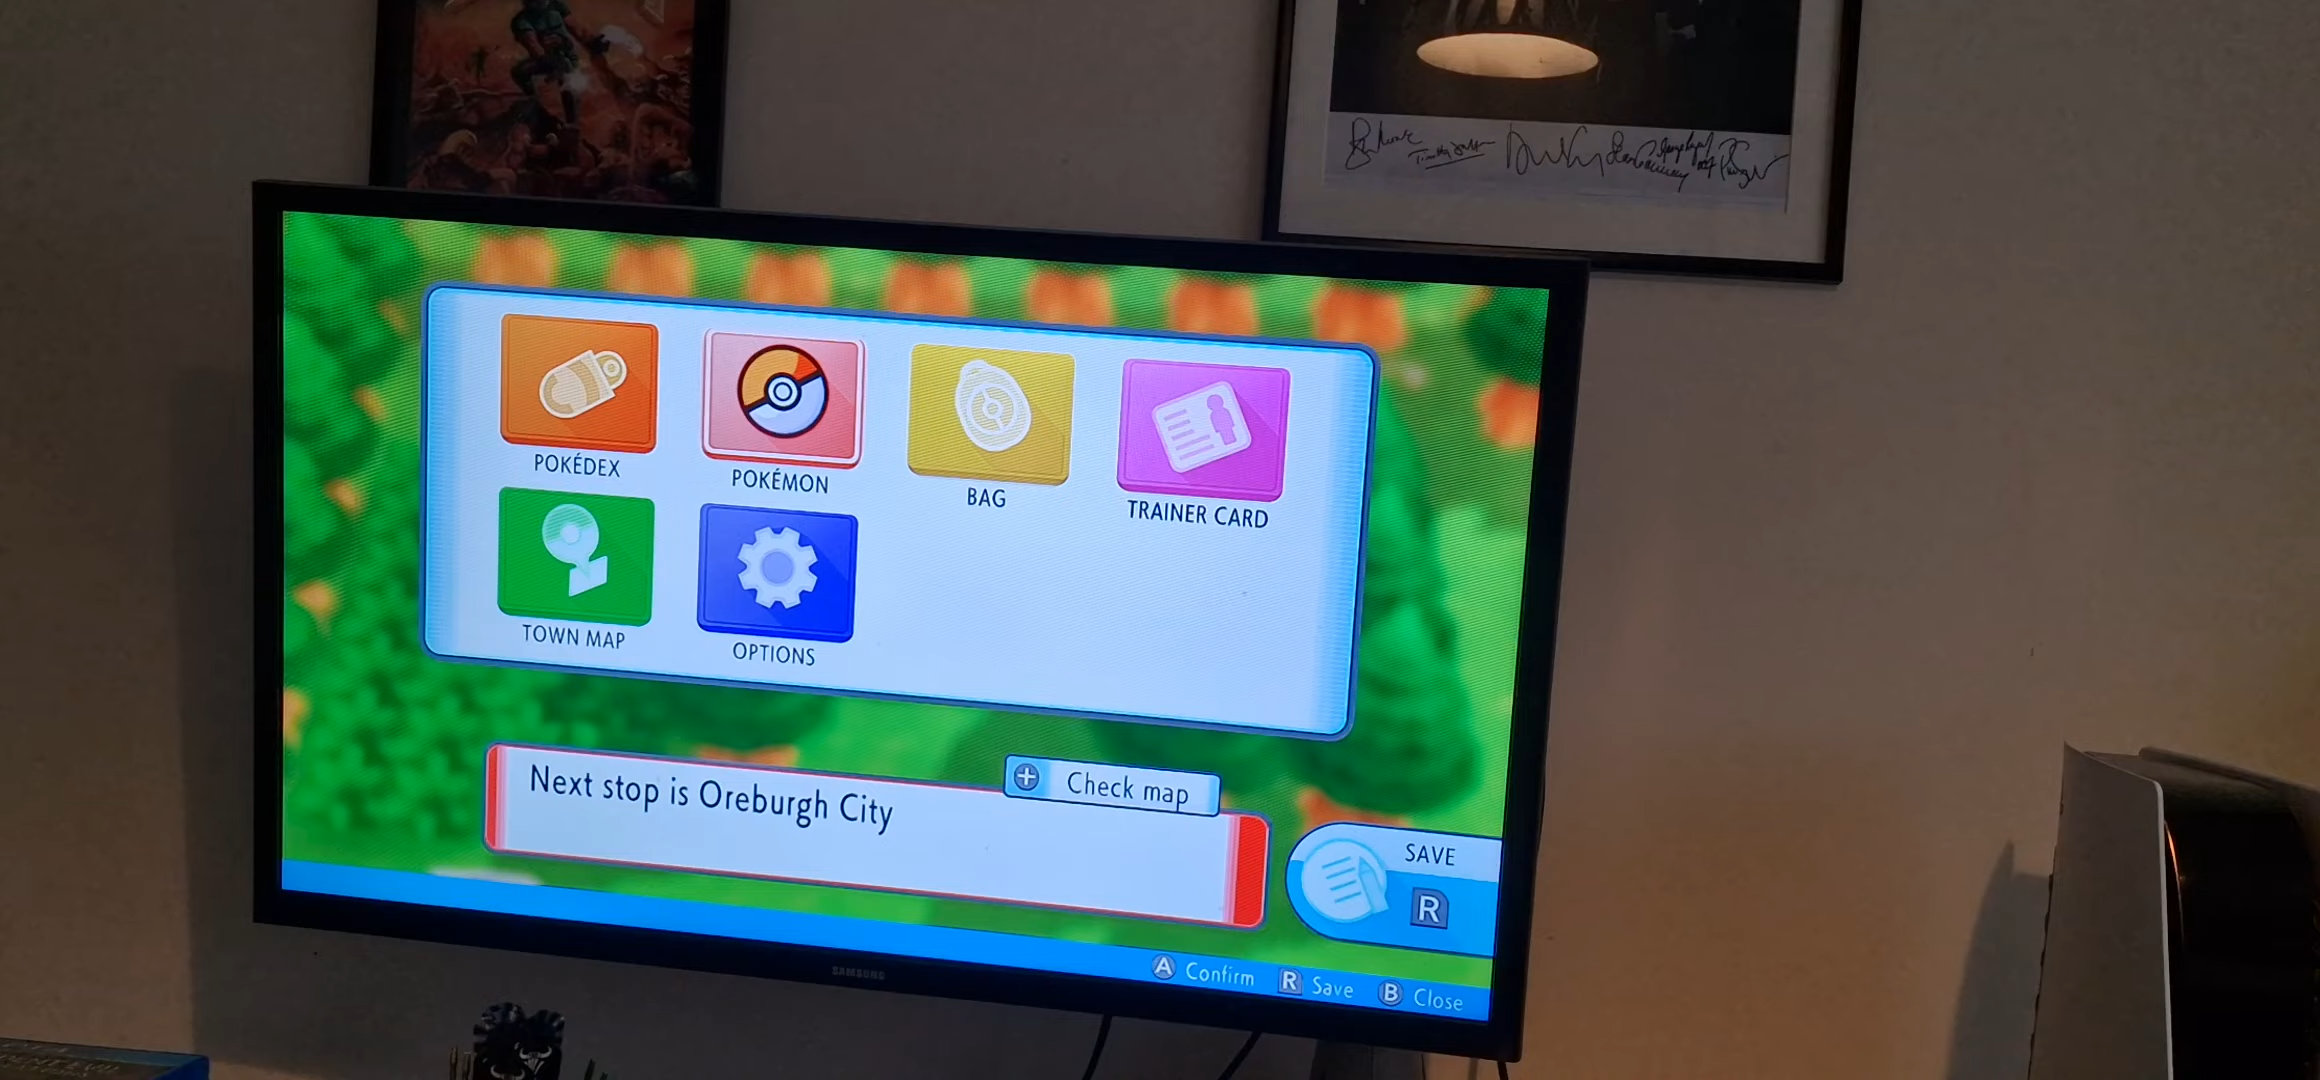 POKÉDEX
POKÉMON
BAG
TRAINER CARD
TOWN MAP
OPTIONS
Next stop is Oreburgh City
+ Check map
SAVE
R
A Confirm R Save B Close
SAMSUNG